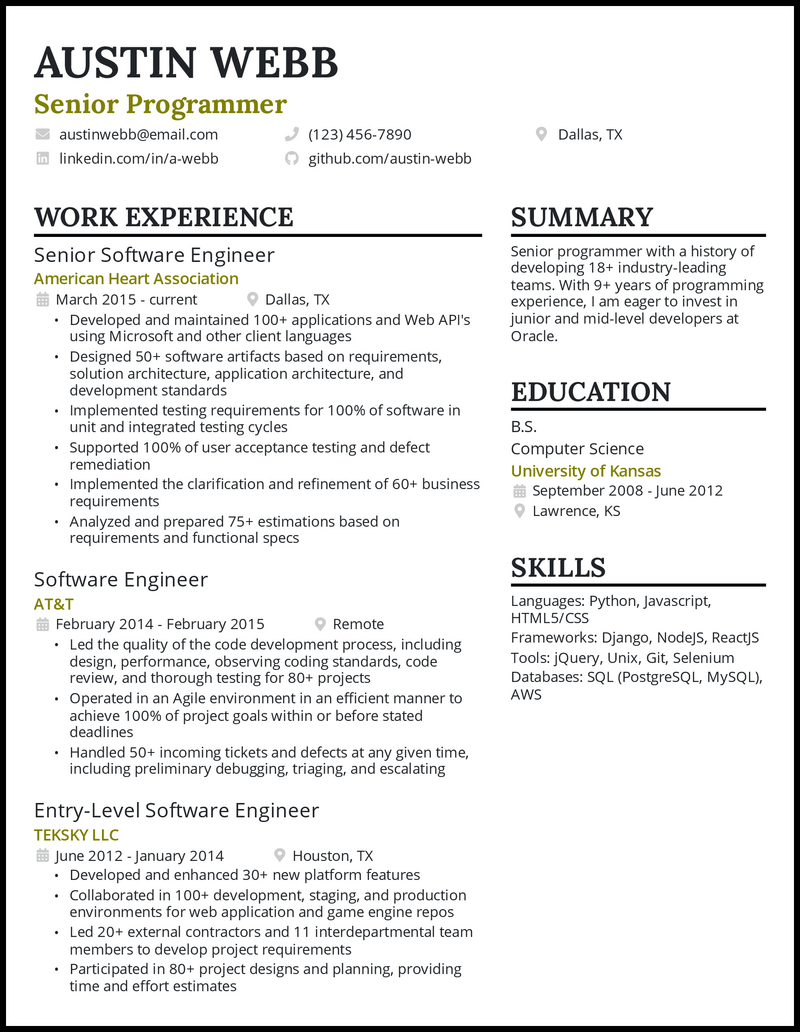 AUSTIN WEBB
Senior Programmer
austinwebb@email.com (123) 456-7890 Dallas, TX
linkedin.com/in/a-webb github.com/austin-webb
WORK EXPERIENCE
Senior Software Engineer
American Heart Association
March 2015 - current Dallas, TX
• Developed and maintained 100+ applications and Web API's
using Microsoft and other client languages
• Designed 50+ software artifacts based on requirements,
solution architecture, application architecture, and
development standards
• Implemented testing requirements for 100% of software in
unit and integrated testing cycles
• Supported 100% of user acceptance testing and defect
remediation
• Implemented the clarification and refinement of 60+ business
requirements
• Analyzed and prepared 75+ estimations based on
requirements and functional specs
Software Engineer
AT&T
February 2014 - February 2015 Remote
• Led the quality of the code development process, including
design, performance, observing coding standards, code
review, and thorough testing for 80+ projects
• Operated in an Agile environment in an efficient manner to
achieve 100% of project goals within or before stated
deadlines
• Handled 50+ incoming tickets and defects at any given time,
including preliminary debugging, triaging, and escalating
Entry-Level Software Engineer
TEKSKY LLC
June 2012 - January 2014 Houston, TX
• Developed and enhanced 30+ new platform features
• Collaborated in 100+ development, staging, and production
environments for web application and game engine repos
• Led 20+ external contractors and 11 interdepartmental team
members to develop project requirements
• Participated in 80+ project designs and planning, providing
time and effort estimates
SUMMARY
Senior programmer with a history of
developing 18+ industry-leading
teams. With 9+ years of programming
experience, I am eager to invest in
junior and mid-level developers at
Oracle.
EDUCATION
B.S.
Computer Science
University of Kansas
September 2008 - June 2012
Lawrence, KS
SKILLS
Languages: Python, Javascript,
HTML5/CSS
Frameworks: Django, NodeJS, ReactJS
Tools: jQuery, Unix, Git, Selenium
Databases: SQL (PostgreSQL, MySQL),
AWS